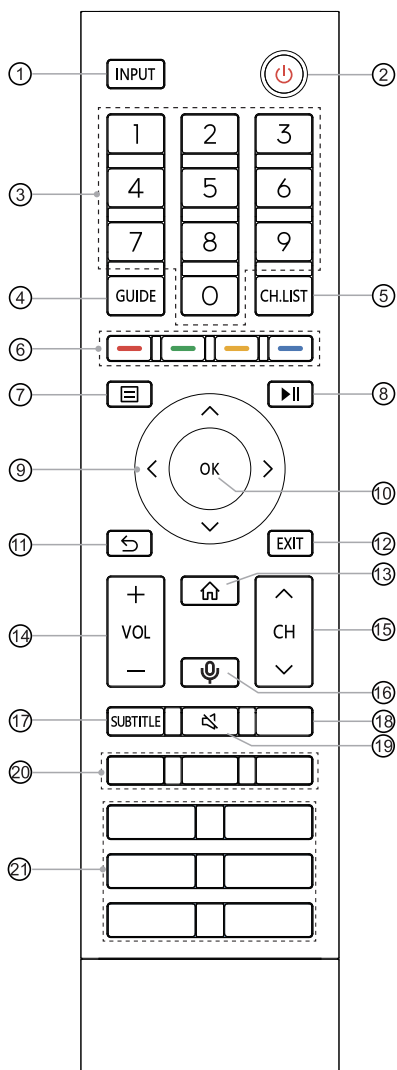 ① INPUT ②
1 2 3
③ 4 5 6
7 8 9
④ GUIDE 0 CH.LIST ⑤
⑥
⑦ ⑧
⑨ OK
⑩
⑪ EXIT ⑫
⑬
+
⑭ VOL CH ⑮
—
⑯
⑰ SUBTITLE ⑱
⑲
⑳
㉑